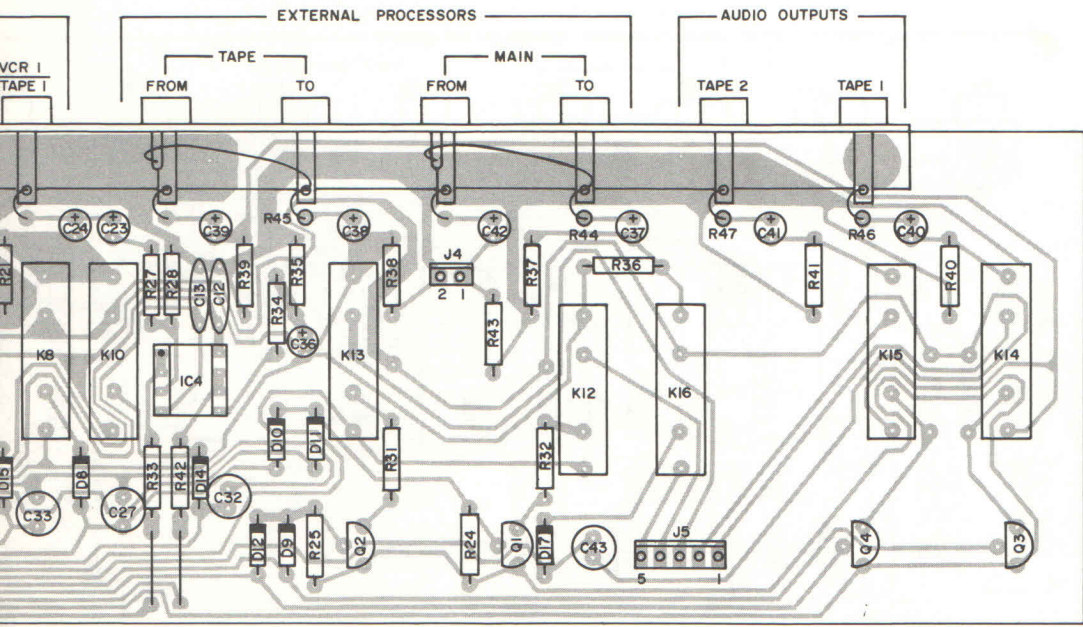 EXTERNAL PROCESSORS
AUDIO OUTPUTS
TAPE
MAIN
VCR 1
TAPE 1
FROM
TO
FROM
TO
TAPE 2
TAPE 1
C24
C23
C39
R45
C38
C42
R44
C37
R47
C41
R46
C40
R27
R28
C13
C12
R39
R34
R35
R38
J4
2 1
R37
R36
R41
R40
K8
K10
IC4
C36
K13
R43
K12
K16
K15
K14
D10
D11
R31
R32
D15
D8
R33
R42
D14
C33
C27
C32
D12
D9
R25
Q2
R24
Q1
D17
C43
J5
5 1
Q4
Q3